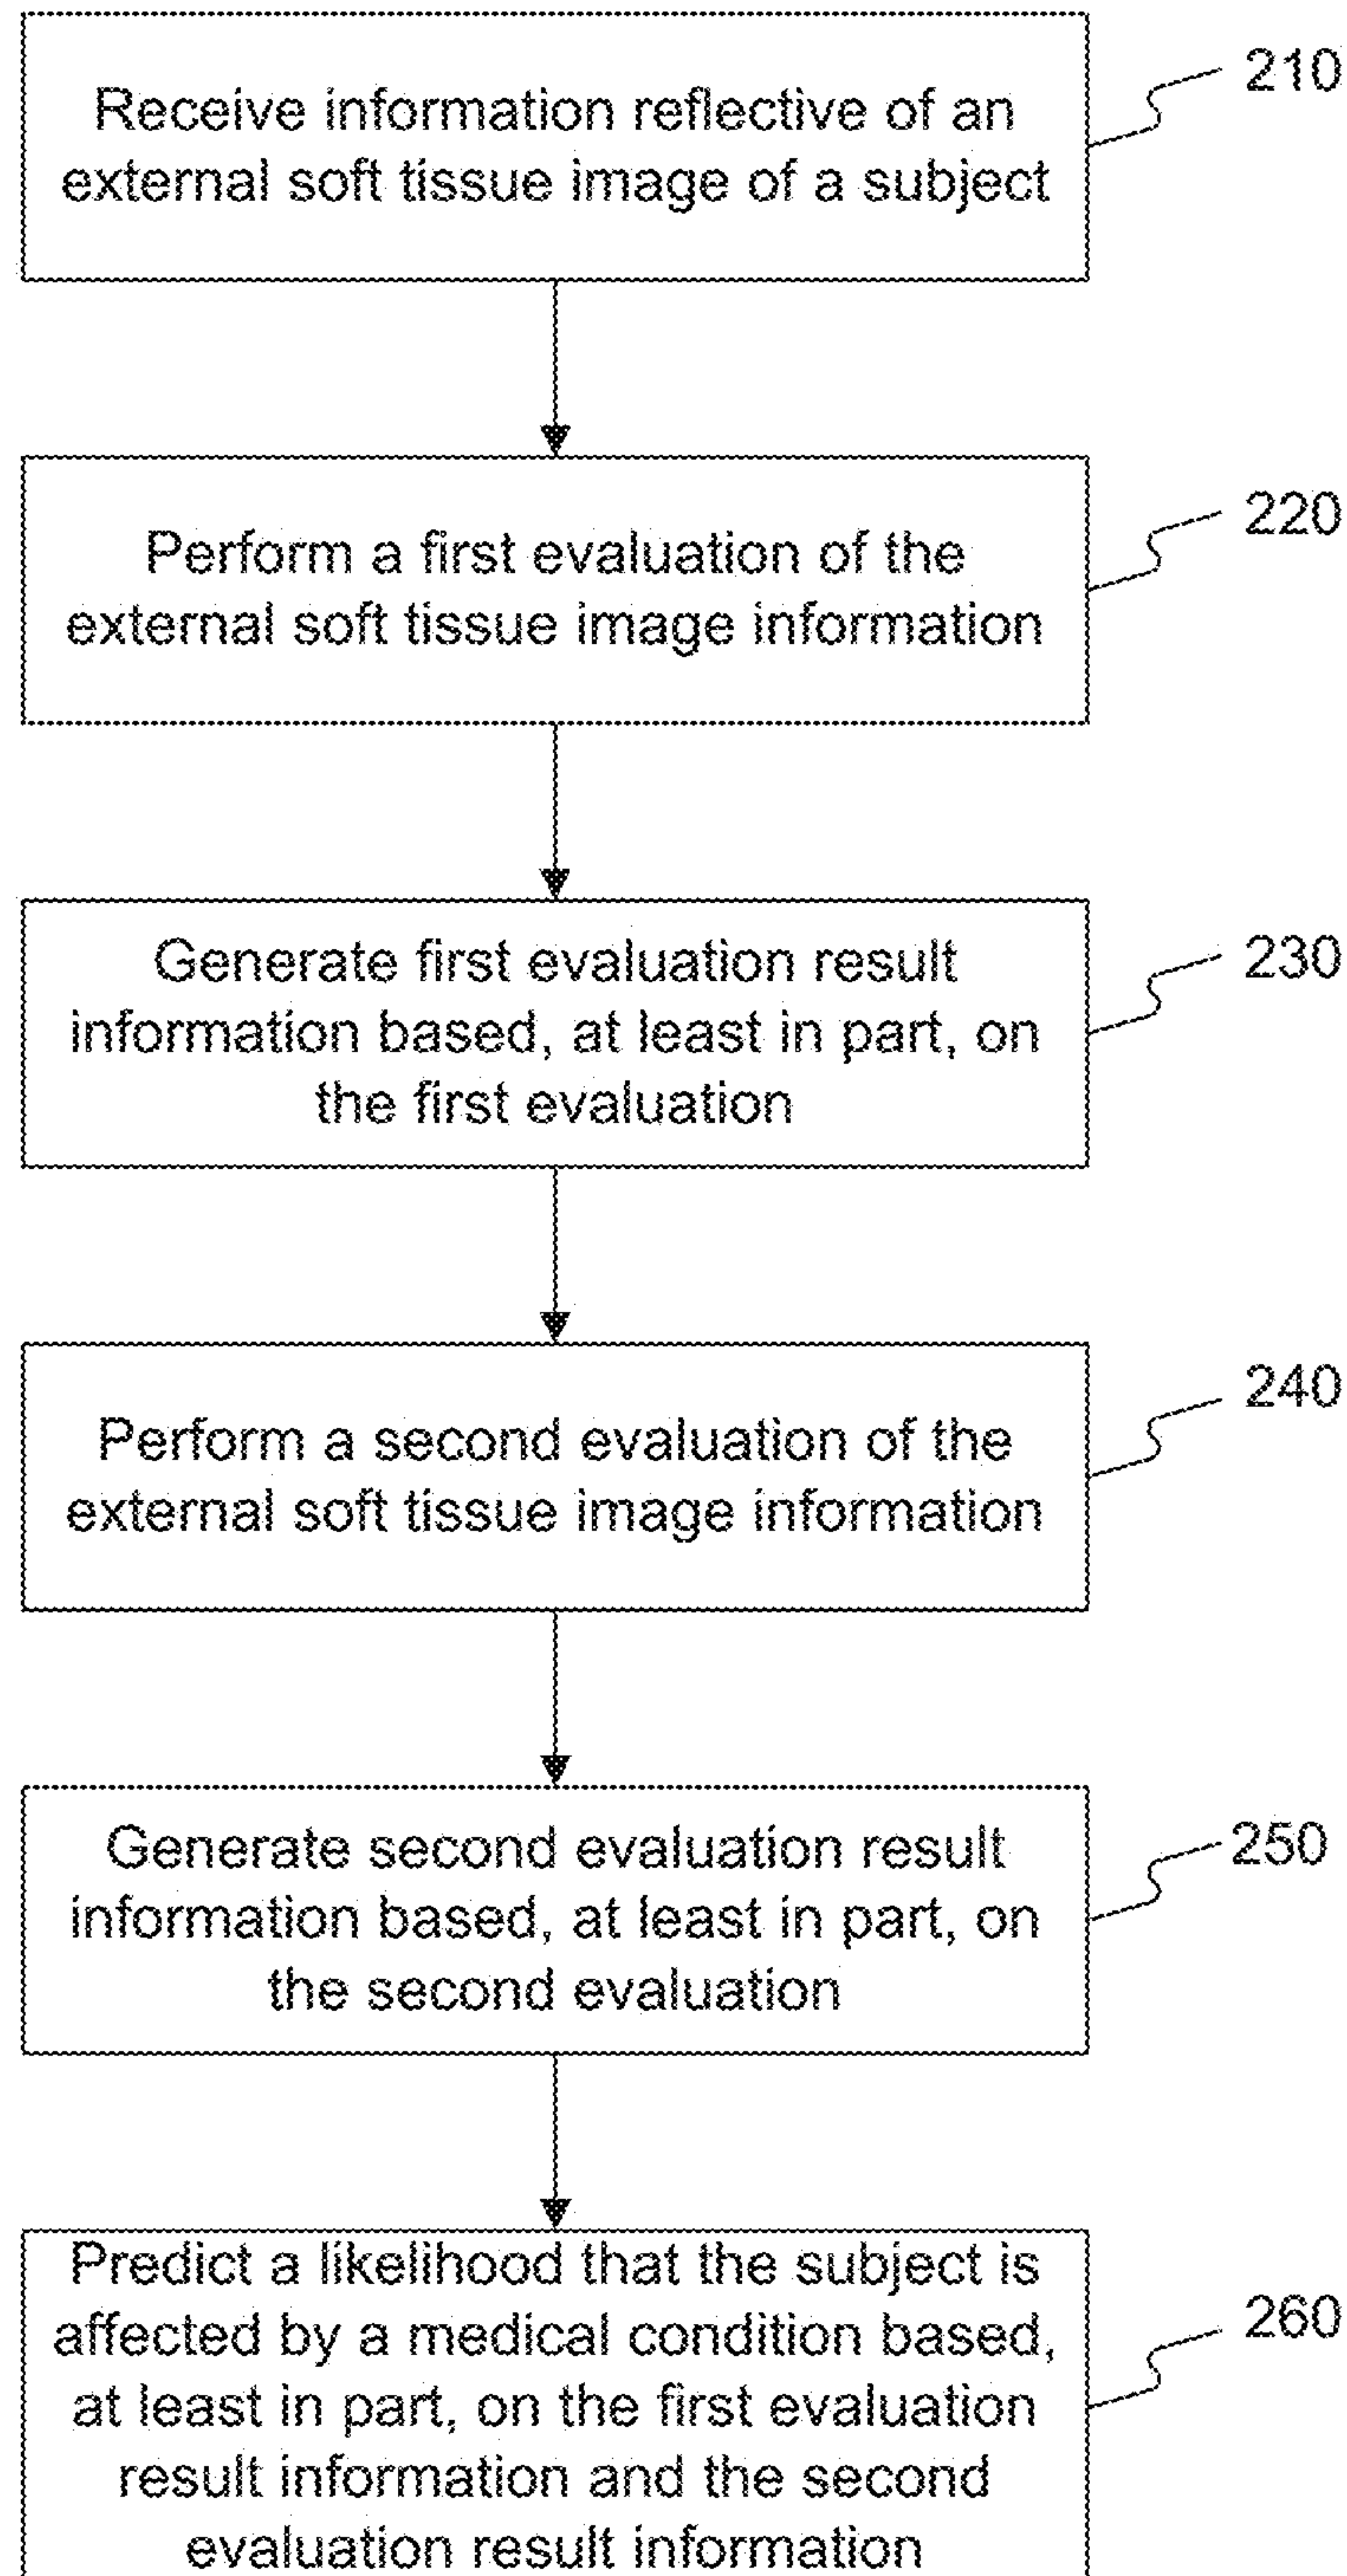 Receive information reflective of an
external soft tissue image of a subject
210
Perform a first evaluation of the
external soft tissue image information
220
Generate first evaluation result
information based, at least in part, on
the first evaluation
230
Perform a second evaluation of the
external soft tissue image information
240
Generate second evaluation result
information based, at least in part, on
the second evaluation
250
Predict a likelihood that the subject is
affected by a medical condition based,
at least in part, on the first evaluation
result information and the second
evaluation result information
260